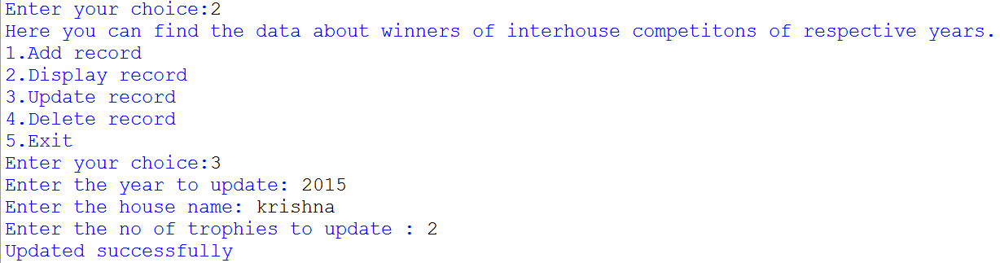 Enter your choice:2
Here you can find the data about winners of interhouse competitons of respective years.
1.Add record
2.Display record
3.Update record
4.Delete record
5.Exit
Enter your choice:3
Enter the year to update: 2015
Enter the house name: krishna
Enter the no of trophies to update : 2
Updated successfully